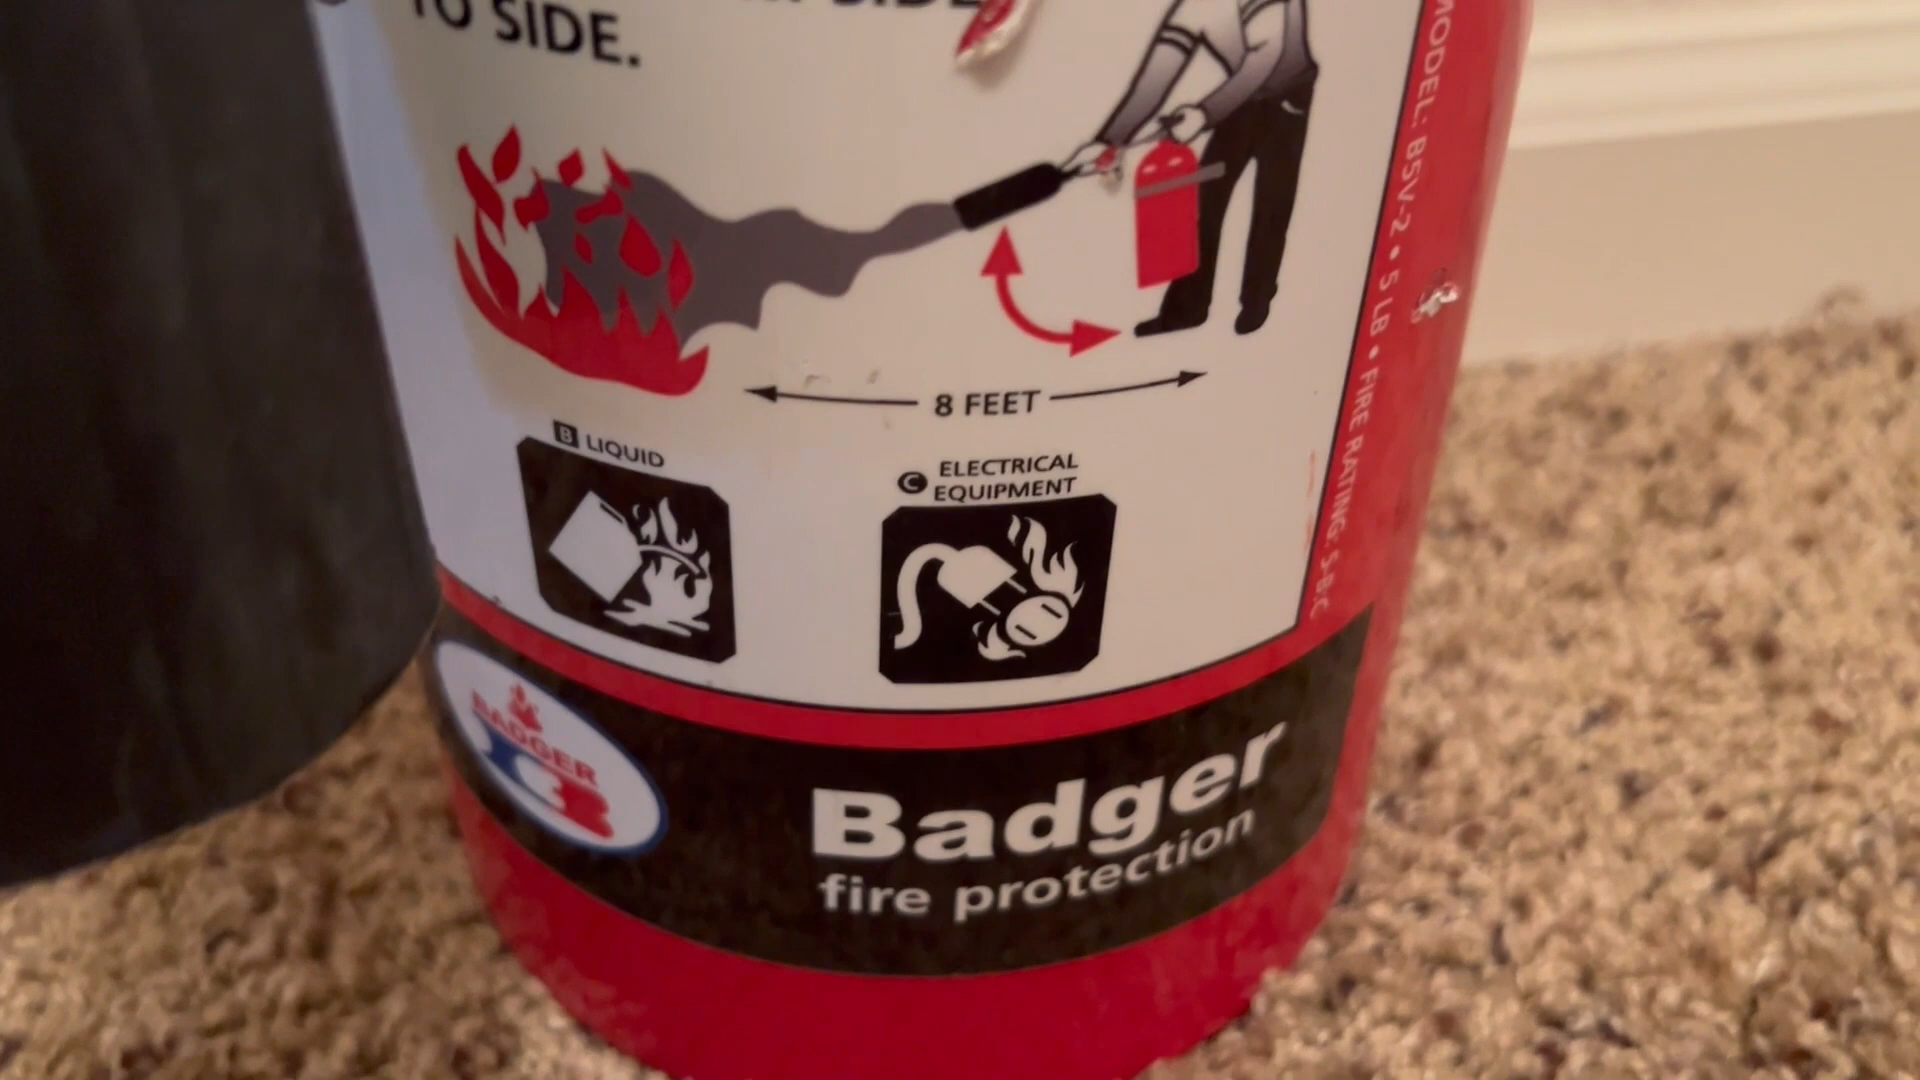 SIDE
TO SIDE.
8 FEET
B LIQUID
C ELECTRICAL
EQUIPMENT
BADGER
Badger
fire protection
MODEL: B5V-2 • 5 LB • FIRE RATING: 5-B:C